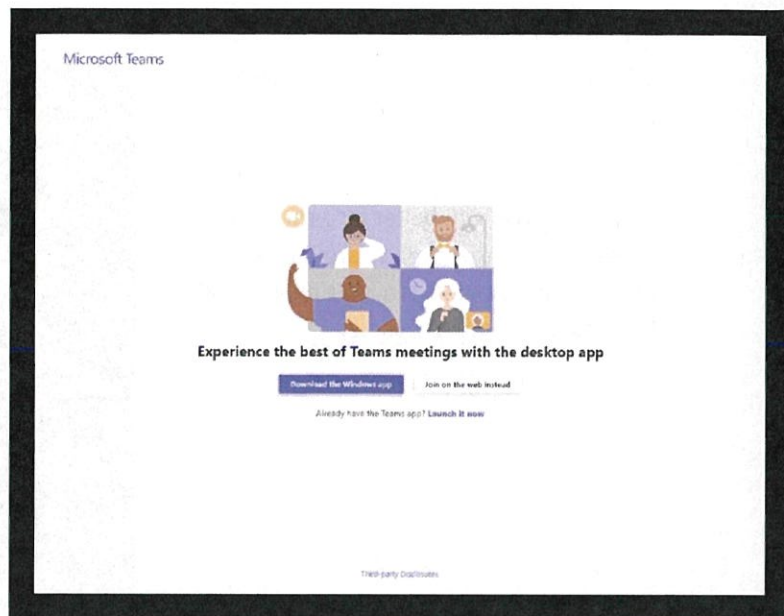 Microsoft Teams
Experience the best of Teams meetings with the desktop app
Download the Windows app
Join on the web instead
Already have the Teams app? Launch it now
Third-party Disclosures